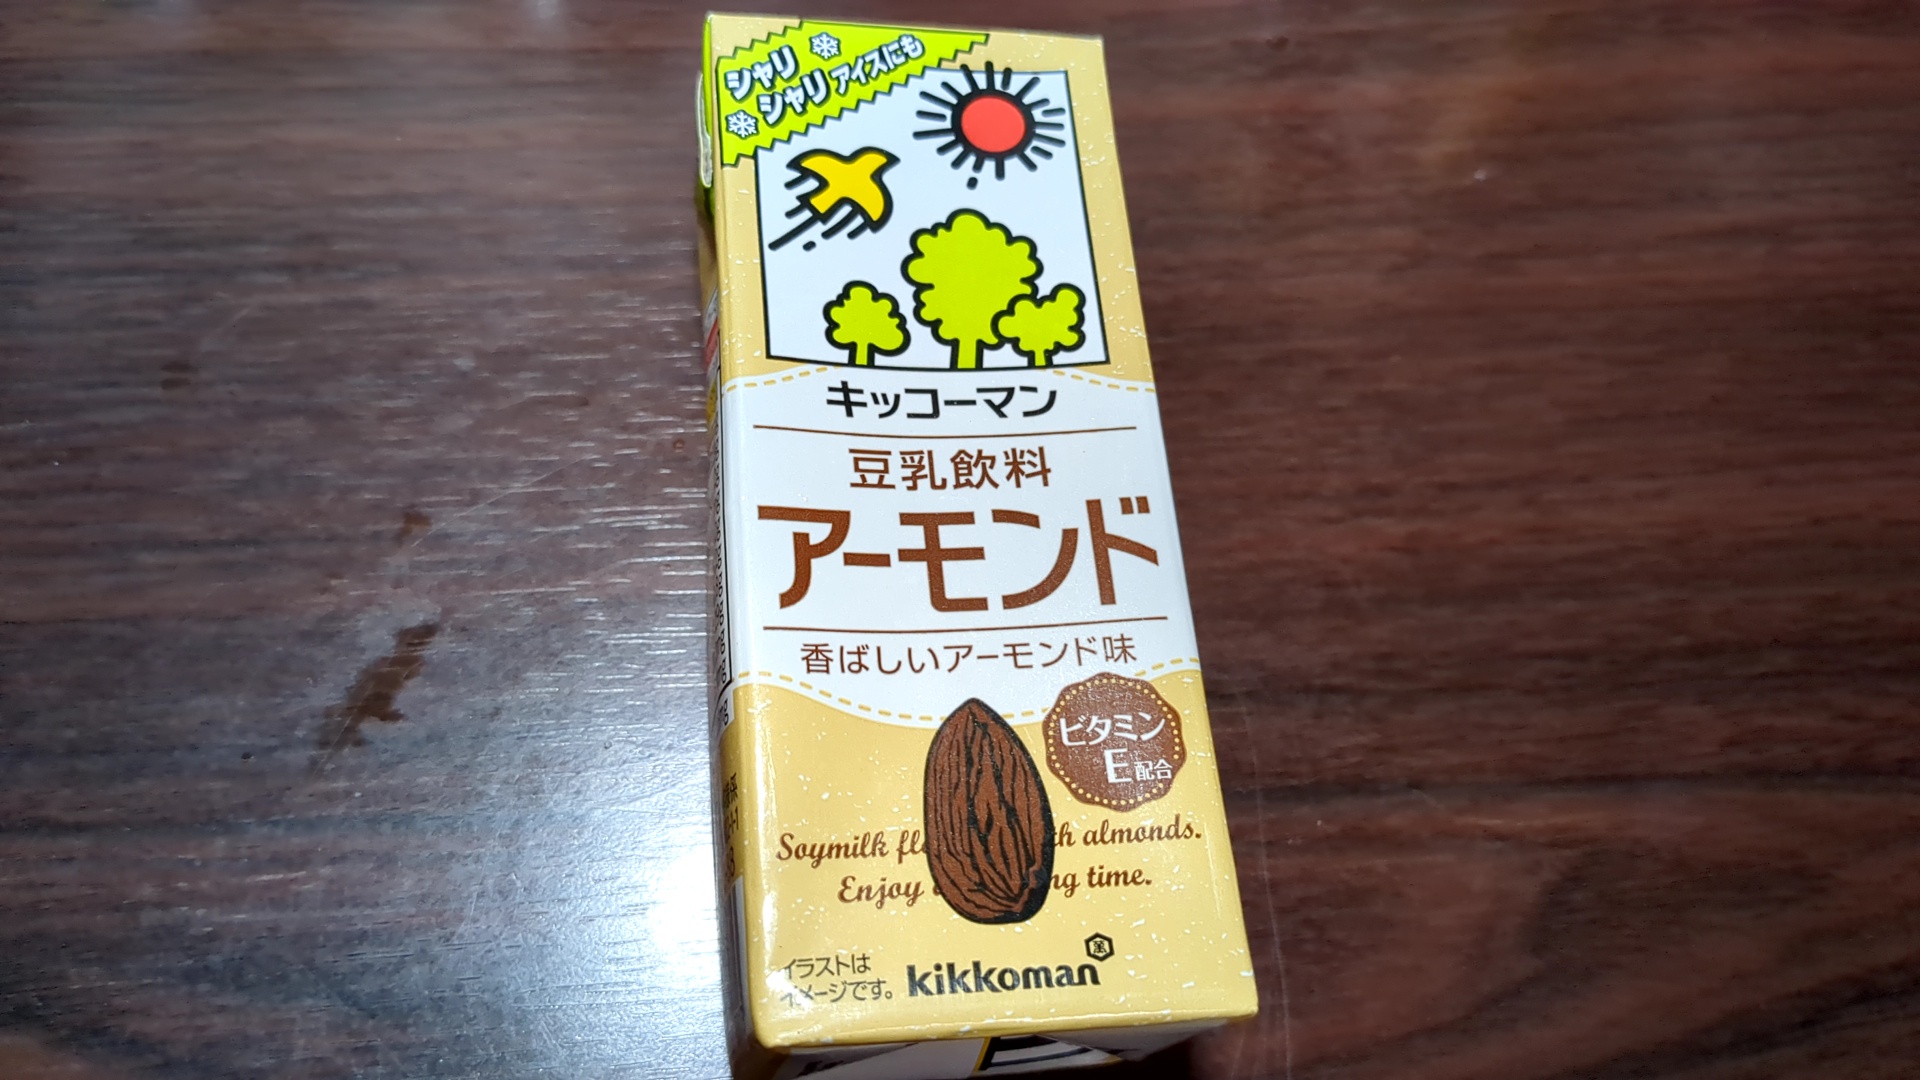 シャリ
シャリアイスにも
キッコーマン
豆乳飲料
アーモンド
香ばしいアーモンド味
ビタミン
E配合
Soymilk almonds.
Enjoy time.
イラストは
イメージです。
kikkoman
萬